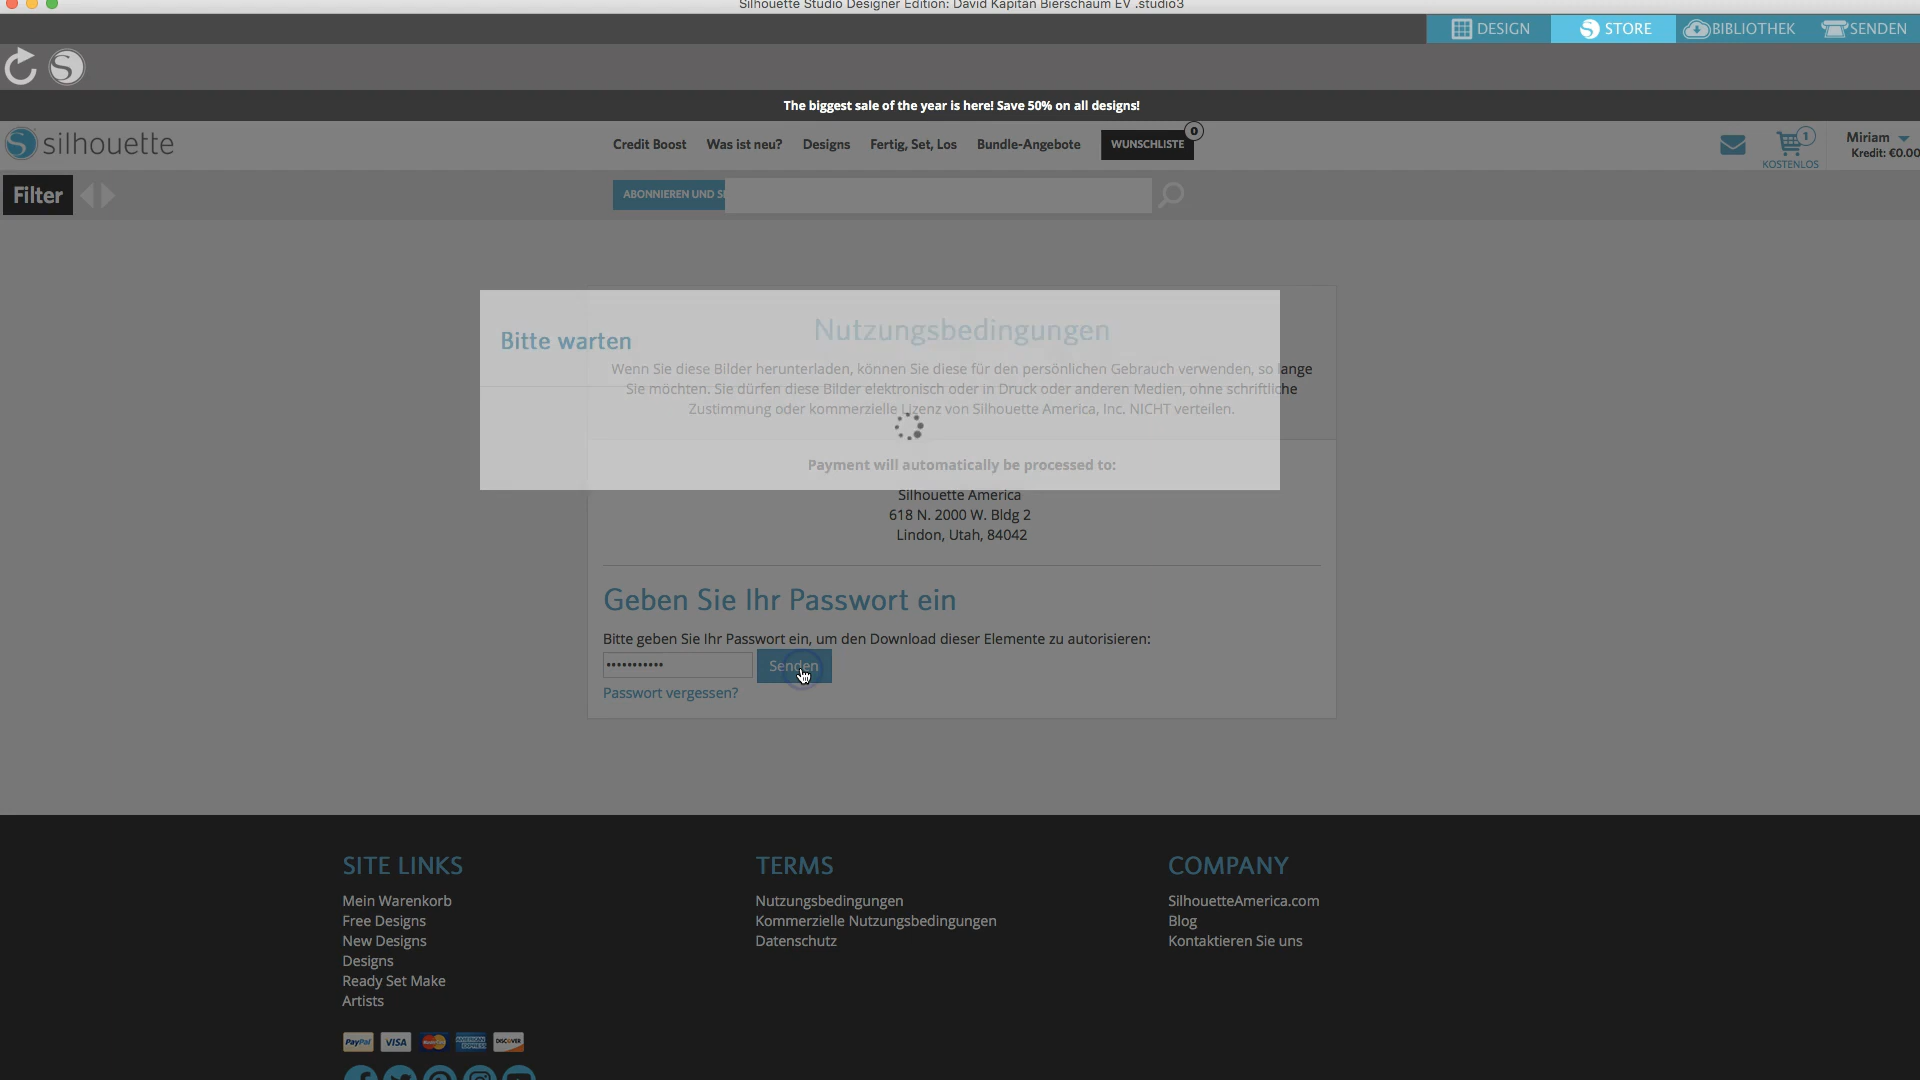 Silhouette Studio Designer Edition: David Kapitän Bierschaum EV .studio3
DESIGN
STORE
BIBLIOTHEK
SENDEN
The biggest sale of the year is here! Save 50% on all designs!
silhouette
Credit Boost
Was ist neu?
Designs
Fertig, Set, Los
Bundle-Angebote
WUNSCHLISTE
0
1
KOSTENLOS
Miriam
Kredit: €0.00
Filter
ABONNIEREN UND
Bitte warten
Nutzungsbedingungen
Wenn Sie diese Bilder herunterladen, können Sie diese für den persönlichen Gebrauch verwenden, so lange
Sie möchten. Sie dürfen diese Bilder elektronisch oder in Druck oder anderen Medien, ohne schriftliche
Zustimmung oder kommerzielle Lizenz von Silhouette America, Inc. NICHT verteilen.
Payment will automatically be processed to:
Silhouette America
618 N. 2000 W. Bldg 2
Lindon, Utah, 84042
Geben Sie Ihr Passwort ein
Bitte geben Sie Ihr Passwort ein, um den Download dieser Elemente zu autorisieren:
Senden
Passwort vergessen?
SITE LINKS
Mein Warenkorb
Free Designs
New Designs
Designs
Ready Set Make
Artists
TERMS
Nutzungsbedingungen
Kommerzielle Nutzungsbedingungen
Datenschutz
COMPANY
SilhouetteAmerica.com
Blog
Kontaktieren Sie uns
PayPal
VISA
MasterCard
AMERICAN EXPRESS
DISCOVER